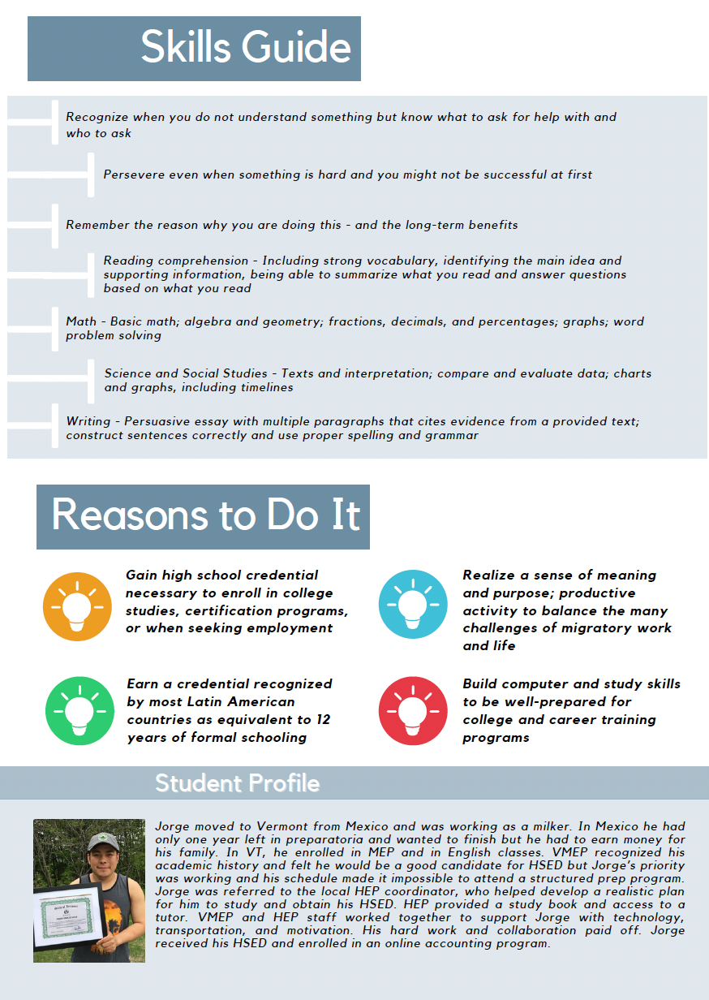 Skills Guide
Recognize when you do not understand something but know what to ask for help with and
who to ask
Persevere even when something is hard and you might not be successful at first
Remember the reason why you are doing this - and the long-term benefits
Reading comprehension - Including strong vocabulary, identifying the main idea and
supporting information, being able to summarize what you read and answer questions
based on what you read
Math - Basic math; algebra and geometry; fractions, decimals, and percentages; graphs; word
problem solving
Science and Social Studies - Texts and interpretation; compare and evaluate data; charts
and graphs, including timelines
Writing - Persuasive essay with multiple paragraphs that cites evidence from a provided text;
construct sentences correctly and use proper spelling and grammar
Reasons to Do It
Gain high school credential
necessary to enroll in college
studies, certification programs,
or when seeking employment
Realize a sense of meaning
and purpose; productive
activity to balance the many
challenges of migratory work
and life
Earn a credential recognized
by most Latin American
countries as equivalent to 12
years of formal schooling
Build computer and study skills
to be well-prepared for
college and career training
programs
Student Profile
Jorge moved to Vermont from Mexico and was working as a milker. In Mexico he had
only one year left in preparatoria and wanted to finish but he had to earn money for
his family. In VT, he enrolled in MEP and in English classes. VMEP recognized his
academic history and felt he would be a good candidate for HSED but Jorge's priority
was working and his schedule made it impossible to attend a structured prep program.
Jorge was referred to the local HEP coordinator, who helped develop a realistic plan
for him to study and obtain his HSED. HEP provided a study book and access to a
tutor. VMEP and HEP staff worked together to support Jorge with technology,
transportation, and motivation. His hard work and collaboration paid off. Jorge
received his HSED and enrolled in an online accounting program.